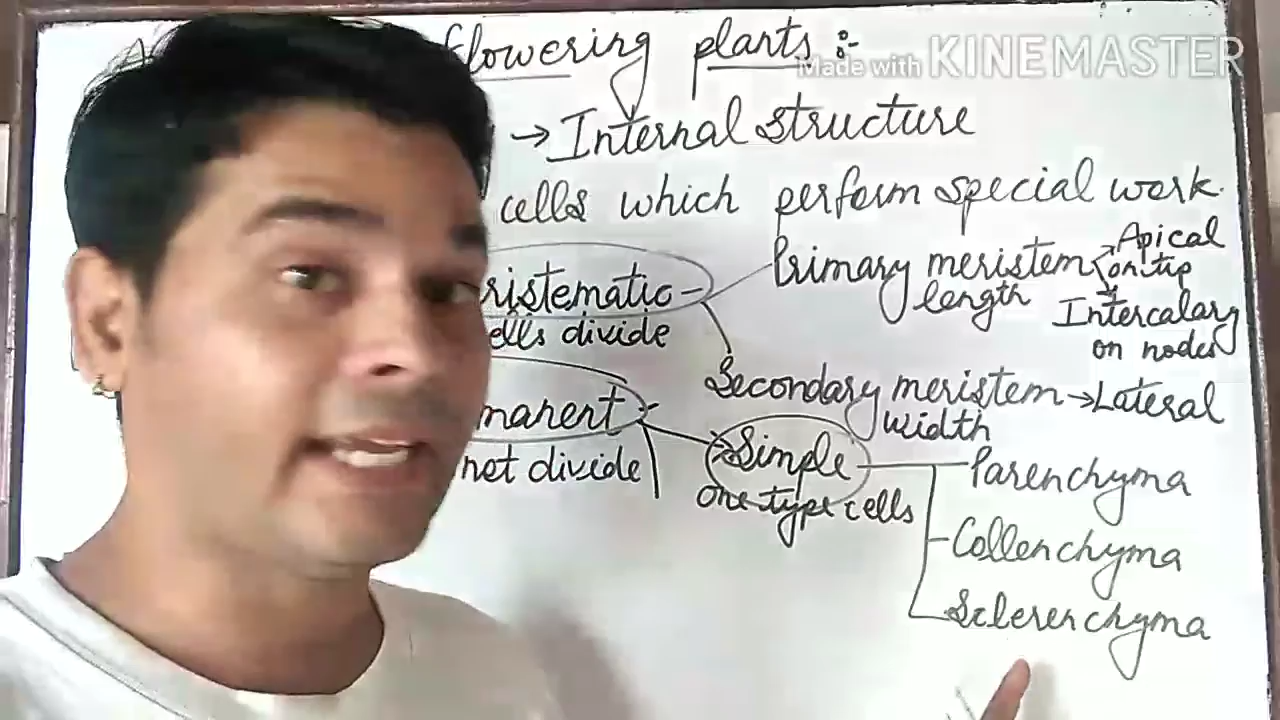 flowering plants :-
Made with KINEMASTER
→ Internal structure
cells which perform special work.
ristematic - Primary meristem Apical
length on tip
ells divide Intercalary
on nodes
Secondary meristem → Lateral
width
manent - Simple Parenchyma
not divide one type cells
Collenchyma
Sclerenchyma